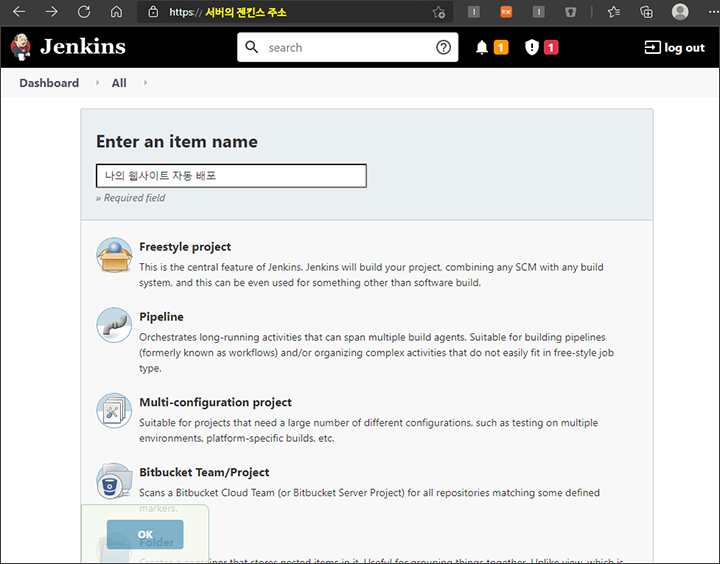 https:// 서버의 젠킨스 주소
Jenkins
search
1
1
log out
Dashboard
All
Enter an item name
나의 웹사이트 자동 배포
» Required field
Freestyle project
This is the central feature of Jenkins. Jenkins will build your project, combining any SCM with any build
system, and this can be even used for something other than software build.
Pipeline
Orchestrates long-running activities that can span multiple build agents. Suitable for building pipelines
(formerly known as workflows) and/or organizing complex activities that do not easily fit in free-style job
type.
Multi-configuration project
Suitable for projects that need a large number of different configurations, such as testing on multiple
environments, platform-specific builds, etc.
Bitbucket Team/Project
Scans a Bitbucket Cloud Team (or Bitbucket Server Project) for all repositories matching some defined
markers.
OK
Folder
Creates a container that stores nested items in it. Useful for grouping things together. Unlike view, which is